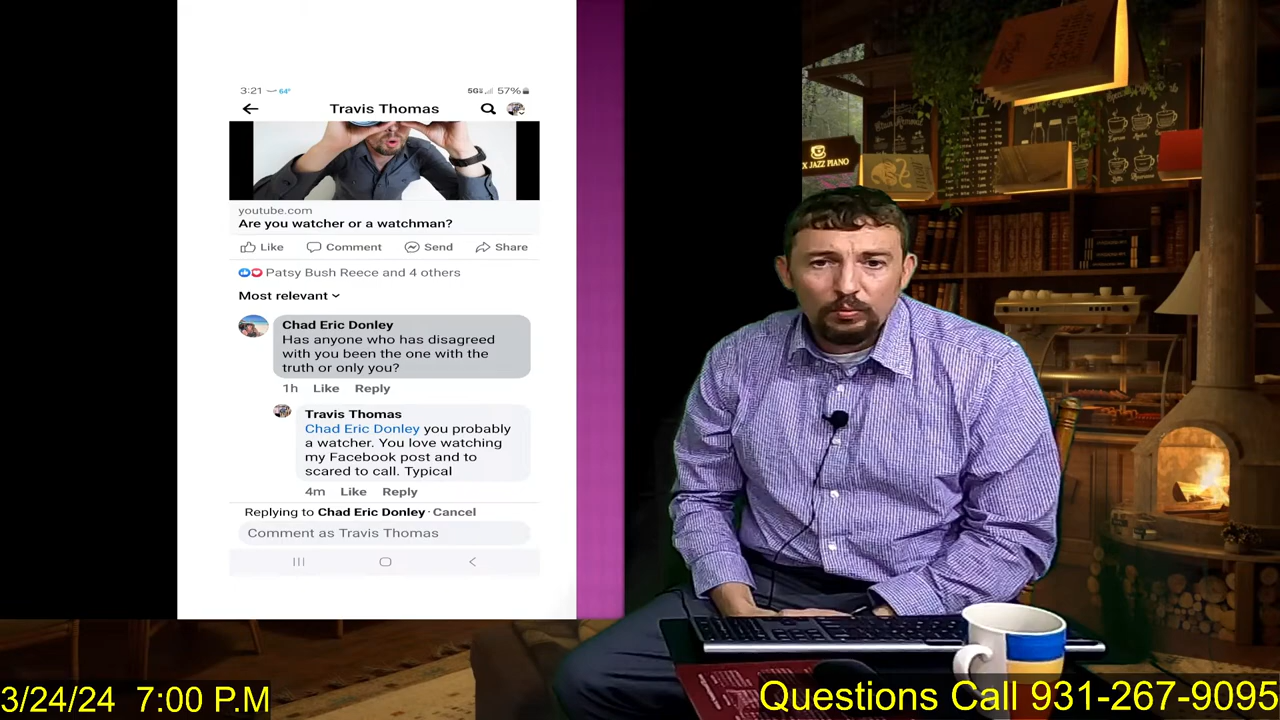 3:21 64°
5G 57%
Travis Thomas
youtube.com
Are you watcher or a watchman?
Like Comment Send Share
Patsy Bush Reece and 4 others
Most relevant
Chad Eric Donley
Has anyone who has disagreed
with you been the one with the
truth or only you?
1h Like Reply
Travis Thomas
Chad Eric Donley you probably
a watcher. You love watching
my Facebook post and to
scared to call. Typical
4m Like Reply
Replying to Chad Eric Donley · Cancel
Comment as Travis Thomas
JAZZ PIANO
3/24/24 7:00 P.M
Questions Call 931-267-9095